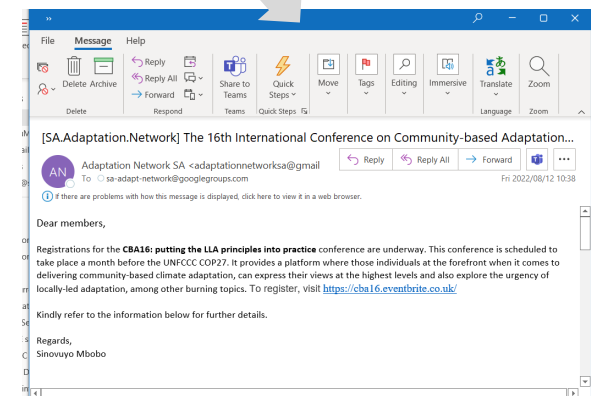 File Message Help
Delete Archive
Reply
Reply All
Forward
Share to Teams
Quick Steps
Move
Tags
Editing
Immersive
Translate
Zoom
Delete Respond Teams Quick Steps Language Zoom
[SA.Adaptation.Network] The 16th International Conference on Community-based Adaptation...
AN
Adaptation Network SA <adaptationnetworksa@gmail
Reply Reply All Forward
To sa-adapt-network@googlegroups.com
Fri 2022/08/12 10:38
If there are problems with how this message is displayed, click here to view it in a web browser.
Dear members,
Registrations for the CBA16: putting the LLA principles into practice conference are underway. This conference is scheduled to
take place a month before the UNFCCC COP27. It provides a platform where those individuals at the forefront when it comes to
delivering community-based climate adaptation, can express their views at the highest levels and also explore the urgency of
locally-led adaptation, among other burning topics. To register, visit https://cba16.eventbrite.co.uk/
Kindly refer to the information below for further details.
Regards,
Sinovuyo Mbobo